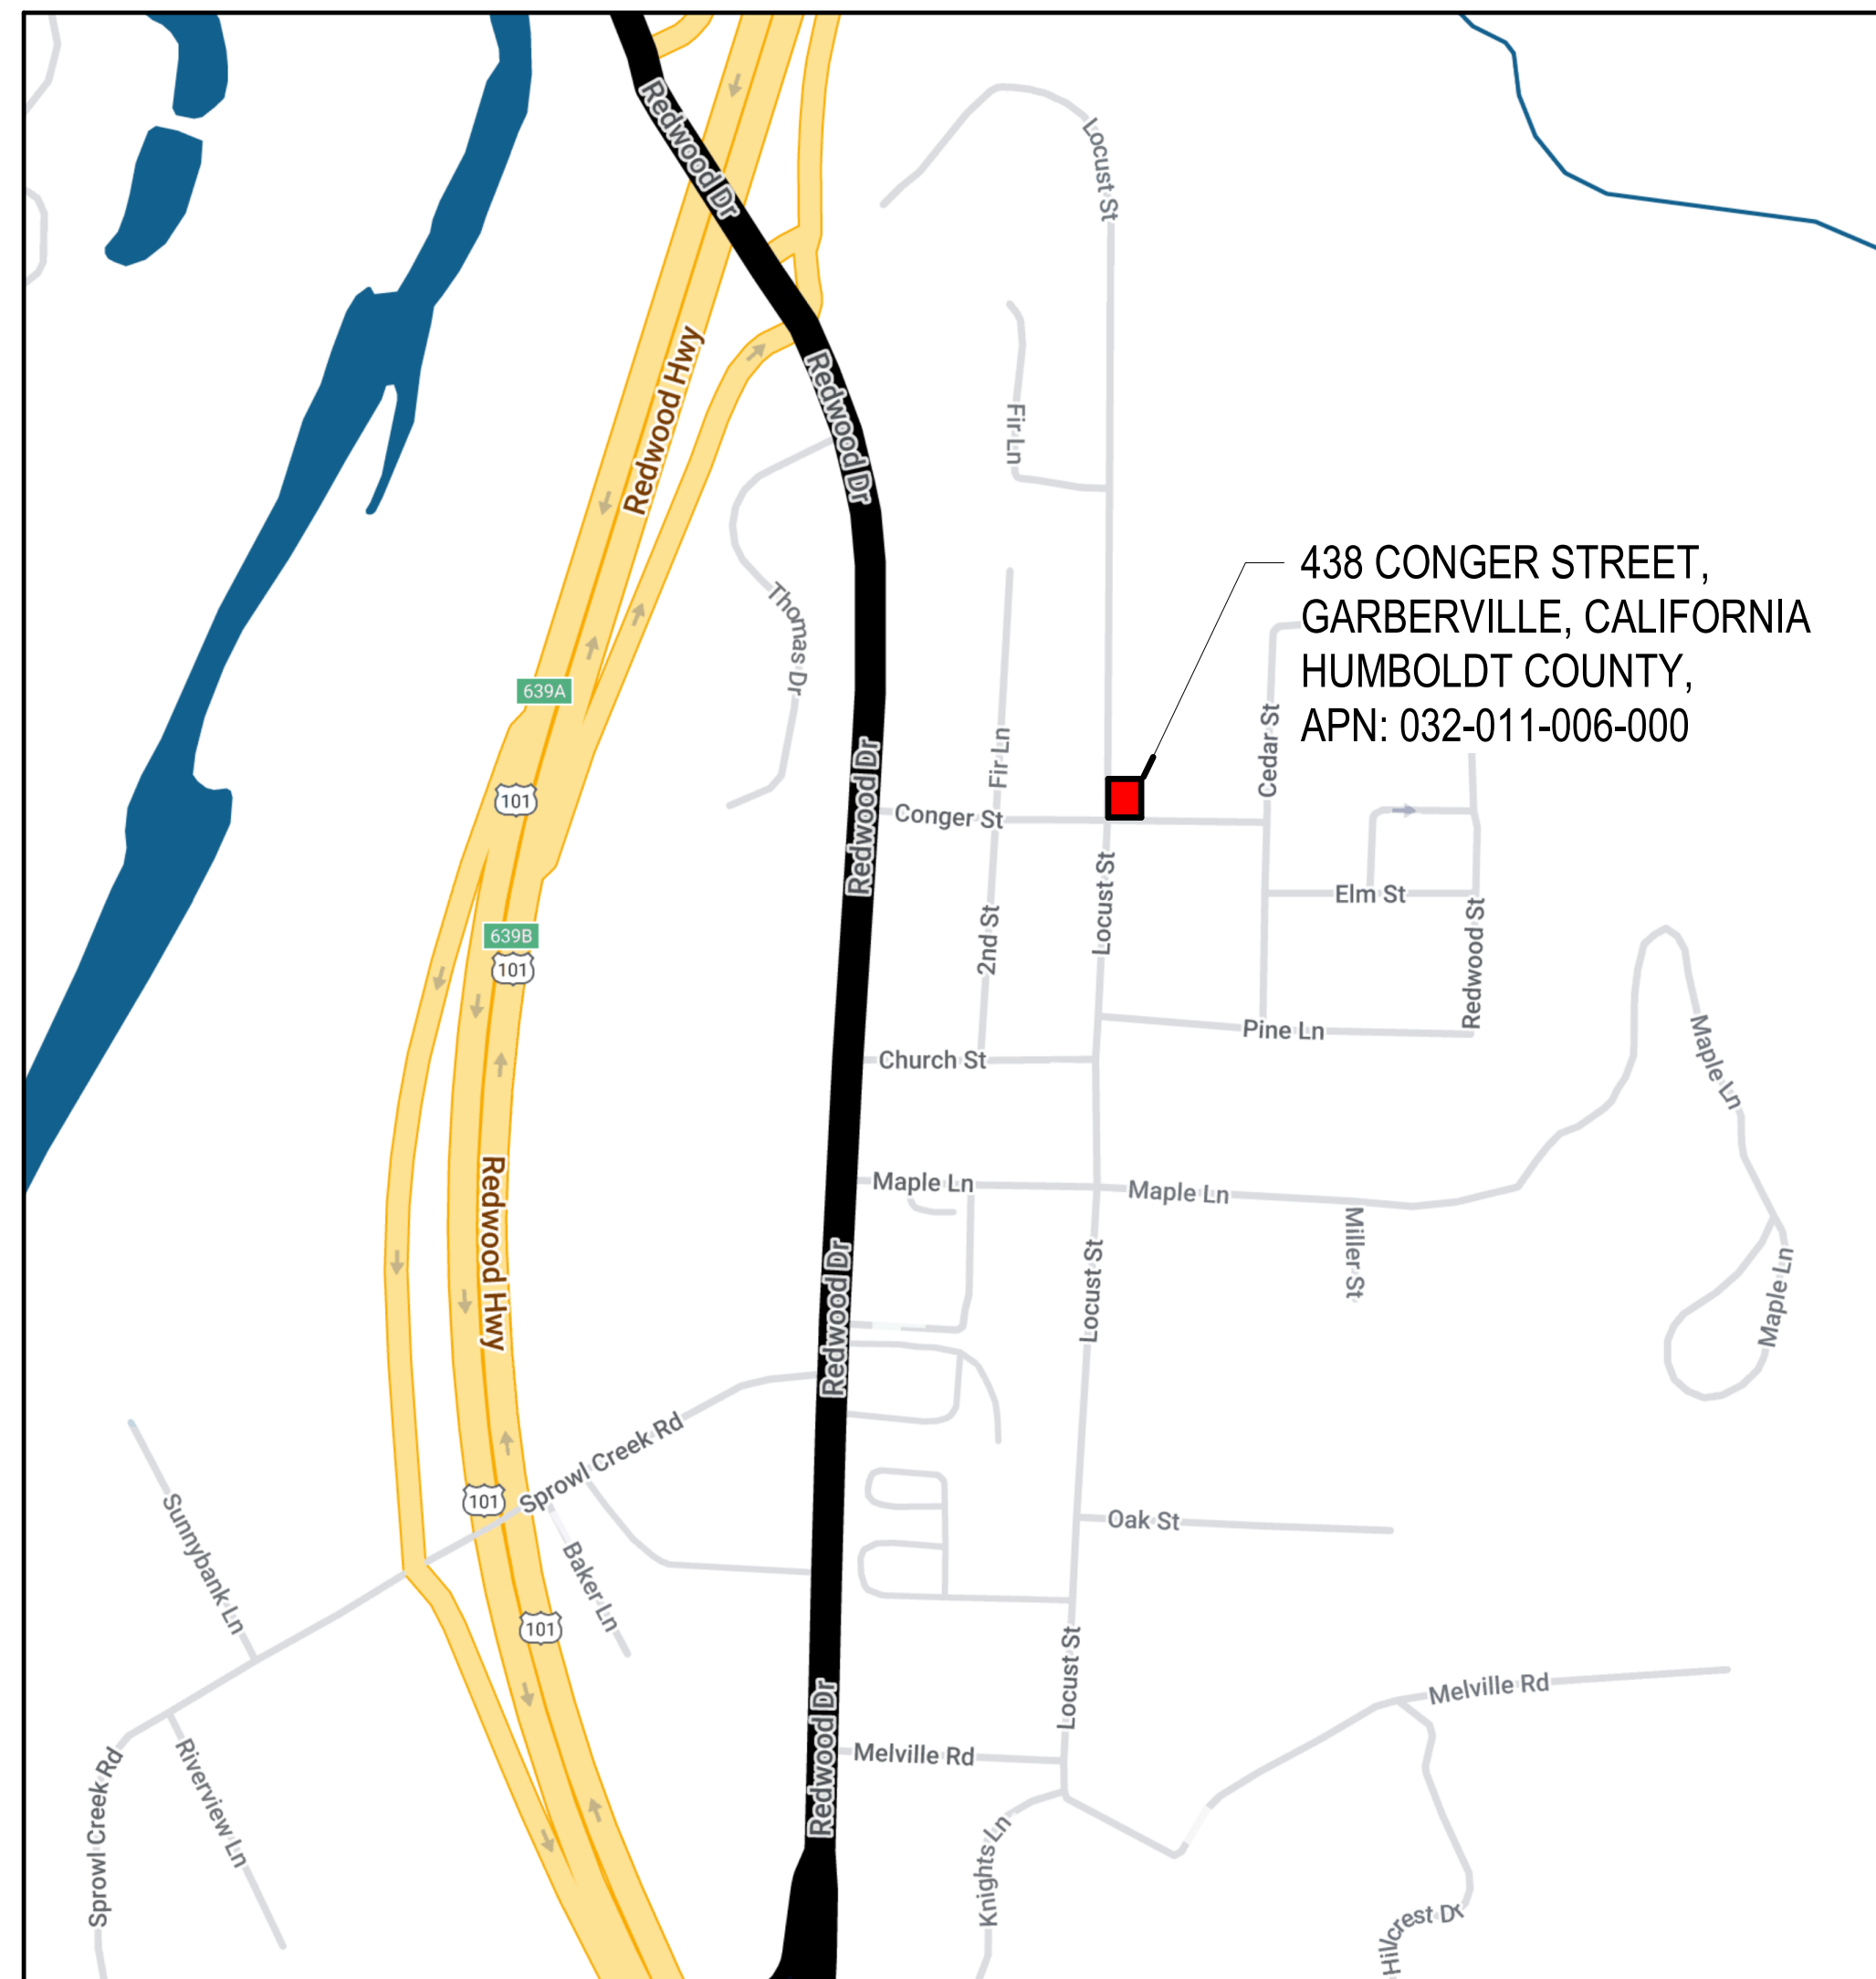 Redwood Dr
Locust St
Redwood Hwy
Redwood Dr
Fir Ln
438 CONGER STREET,
GARBERVILLE, CALIFORNIA
HUMBOLDT COUNTY,
APN: 032-011-006-000
Thomas Dr
639A
Cedar St
Fir Ln
101
Redwood Dr
Conger St
Locust St
Elm St
639B
2nd St
Redwood St
101
Pine Ln
Church St
Maple Ln
Maple Ln
Maple Ln
Redwood Hwy
Miller St
Redwood Dr
Locust St
Maple Ln
Sprowl Creek Rd
101
Oak St
Sunnybank Ln
Baker Ln
101
Locust St
Melville Rd
Redwood Dr
Melville Rd
Sprowl Creek Rd
Riverview Ln
Knights Ln
Hillcrest Dr